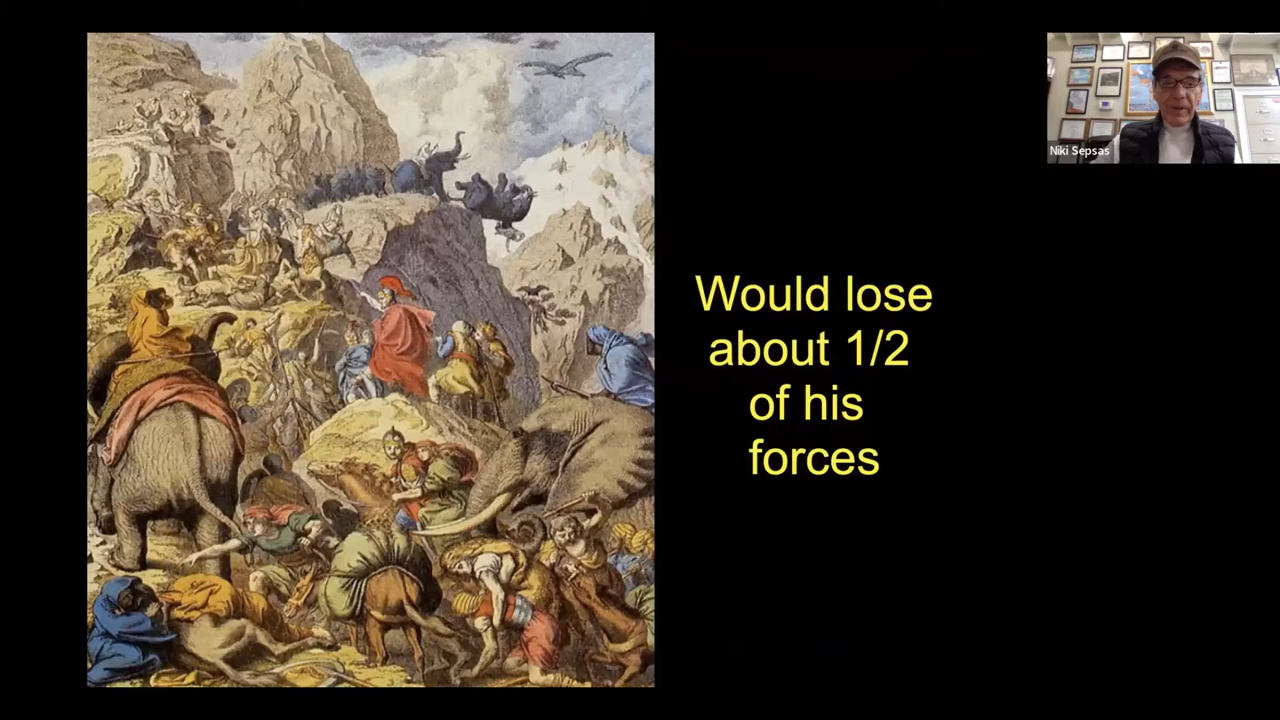 Niki Sepsas
Would lose
about 1/2
of his
forces